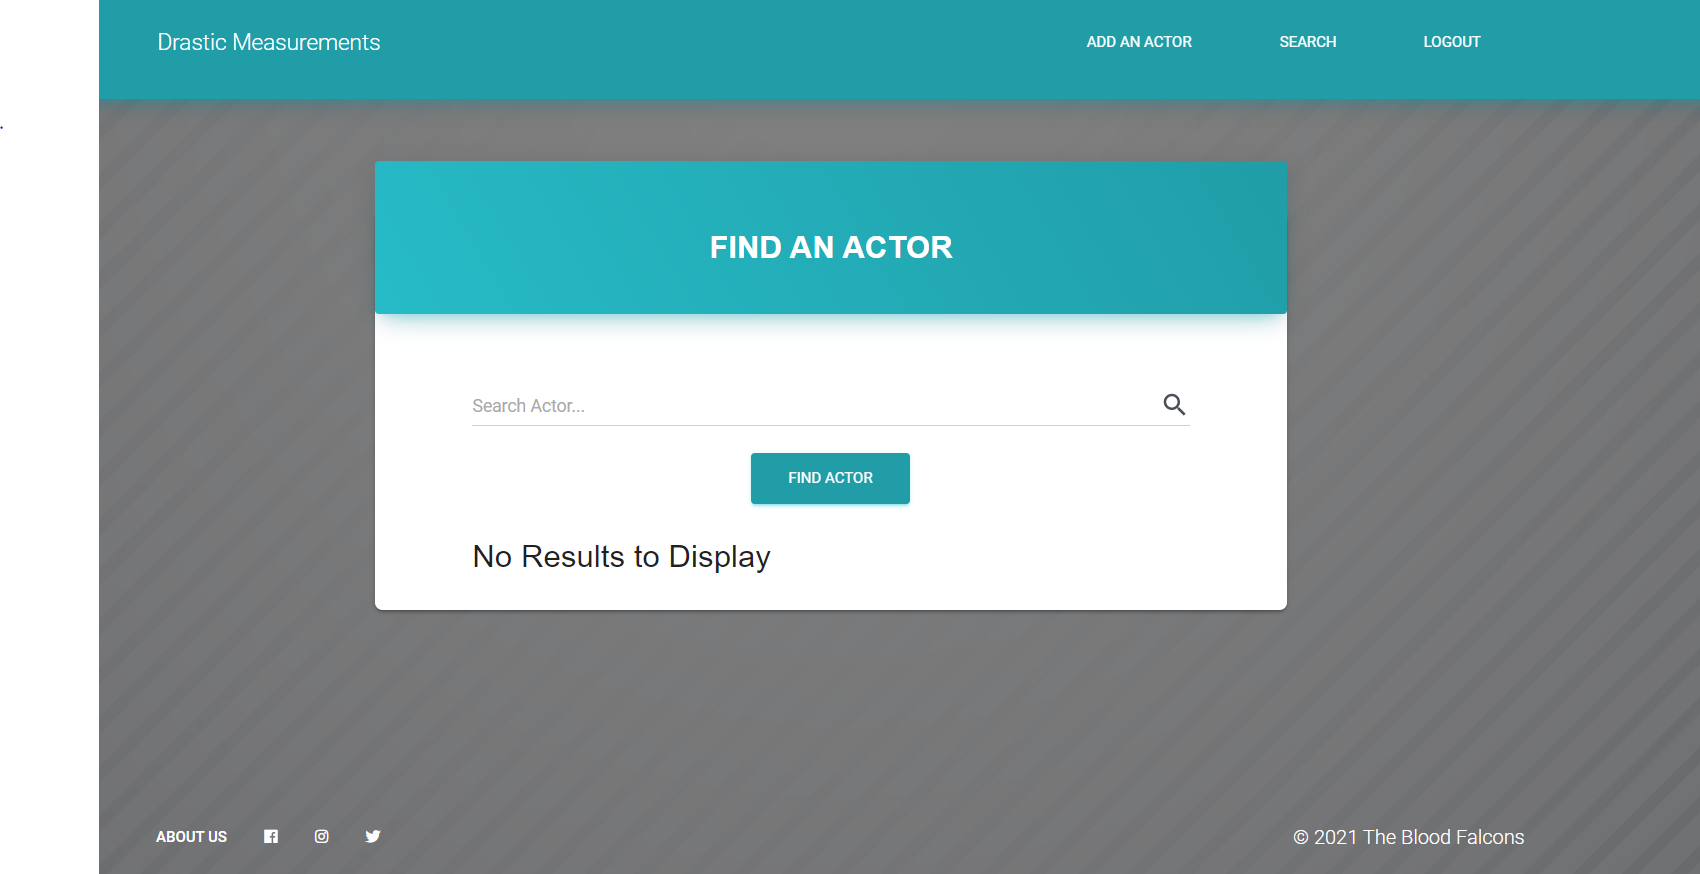 Drastic Measurements
ADD AN ACTOR
SEARCH
LOGOUT
FIND AN ACTOR
Search Actor...
FIND ACTOR
No Results to Display
ABOUT US
© 2021 The Blood Falcons